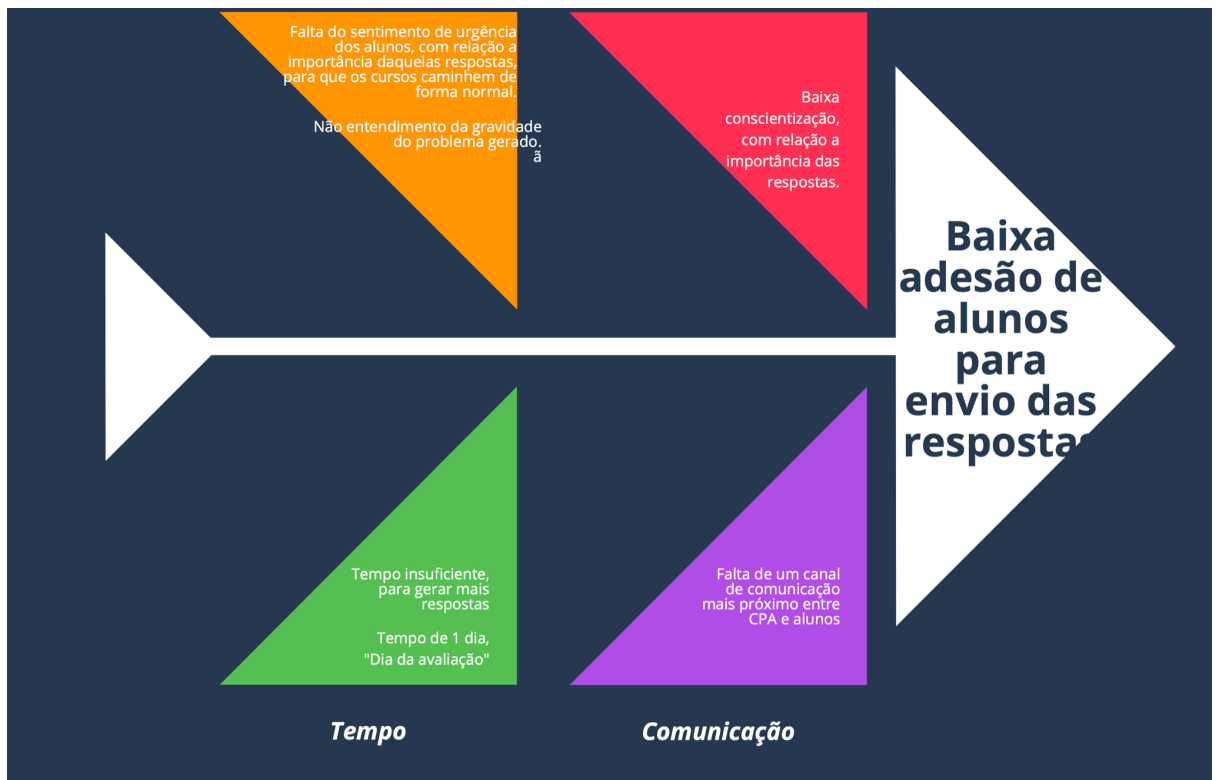 Falta do sentimento de urgência
dos alunos, com relação a
importância daquelas respostas,
para que os cursos caminhem de
forma normal.
Não entendimento da gravidade
do problema gerado.
ã
Baixa
conscientização,
com relação a
importância das
respostas.
Baixa
adesão de
alunos
para
envio das
respostas
Tempo insuficiente,
para gerar mais
respostas
Tempo de 1 dia,
"Dia da avaliação"
Falta de um canal
de comunicação
mais próximo entre
CPA e alunos
Tempo
Comunicação